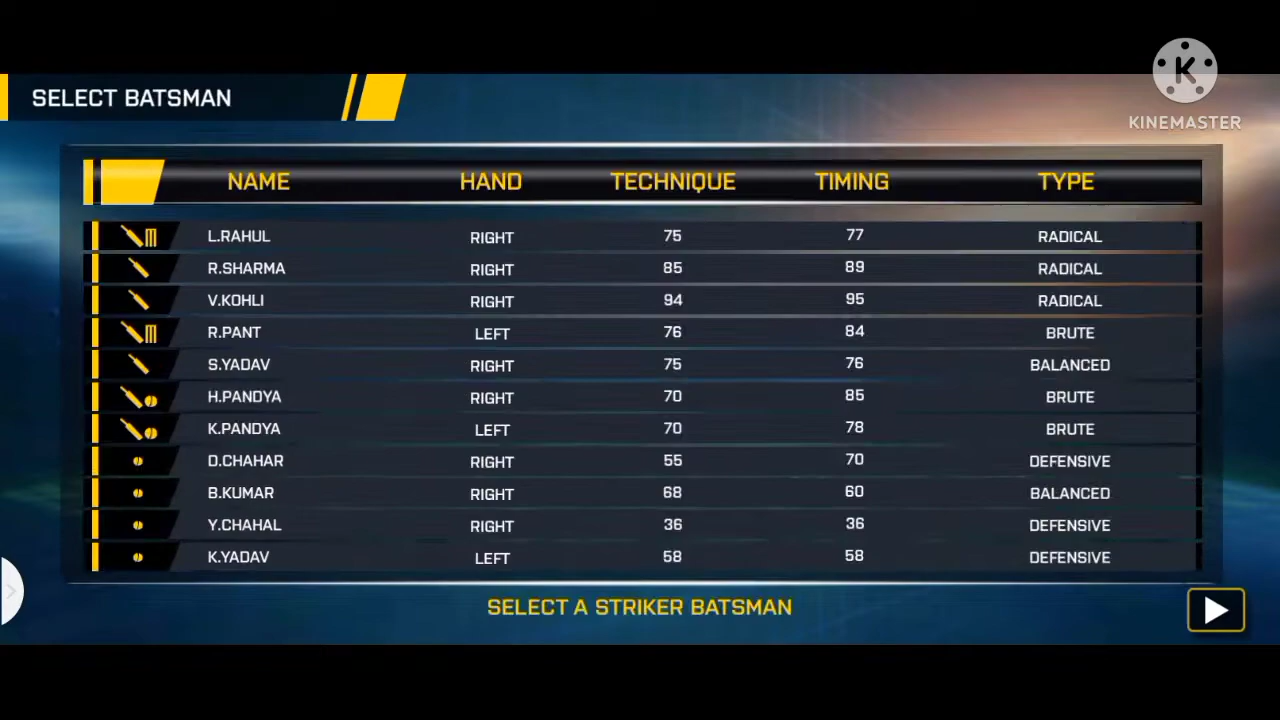 SELECT BATSMAN
K
KINEMASTER
NAME HAND TECHNIQUE TIMING TYPE
L.RAHUL RIGHT 75 77 RADICAL
R.SHARMA RIGHT 85 89 RADICAL
V.KOHLI RIGHT 94 95 RADICAL
R.PANT LEFT 76 84 BRUTE
S.YADAV RIGHT 75 76 BALANCED
H.PANDYA RIGHT 70 85 BRUTE
K.PANDYA LEFT 70 78 BRUTE
D.CHAHAR RIGHT 55 70 DEFENSIVE
B.KUMAR RIGHT 68 60 BALANCED
Y.CHAHAL RIGHT 36 36 DEFENSIVE
K.YADAV LEFT 58 58 DEFENSIVE
SELECT A STRIKER BATSMAN